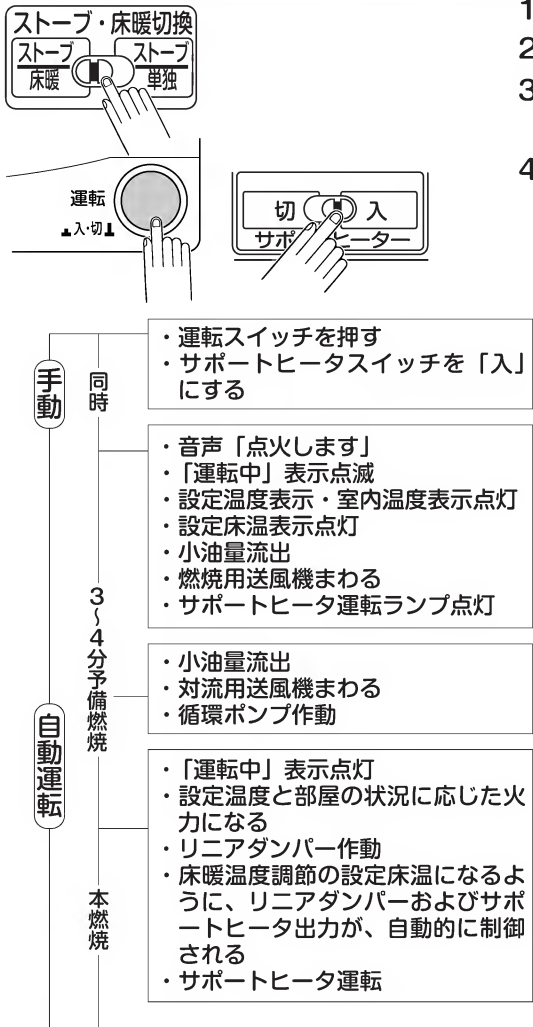 ストーブ・床暖切換
ストーブ
床暖
ストーブ
単独
1
2
3
4
運転
入・切
切
入
サポ
ヒーター
手動
同時
・運転スイッチを押す
・サポートヒータスイッチを「入」
にする
自動運転
3～4分予備燃焼
・音声「点火します」
・「運転中」表示点滅
・設定温度表示・室内温度表示点灯
・設定床温表示点灯
・小油量流出
・燃焼用送風機まわる
・サポートヒータ運転ランプ点灯
・小油量流出
・対流用送風機まわる
・循環ポンプ作動
本燃焼
・「運転中」表示点灯
・設定温度と部屋の状況に応じた火
力になる
・リニアダンパー作動
・床暖温度調節の設定床温になるよ
うに、リニアダンパーおよびサポ
ートヒータ出力が、自動的に制御
される
・サポートヒータ運転